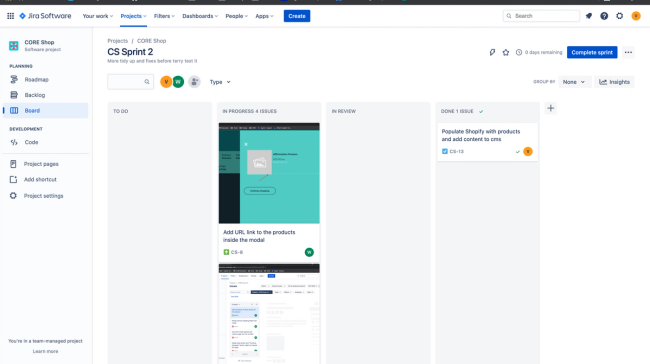 Jira Software
Your work
Projects
Filters
Dashboards
People
Apps
Create
Search
CORE Shop
Software project
PLANNING
Roadmap
Backlog
Board
DEVELOPMENT
Code
Project pages
Add shortcut
Project settings
You're in a team-managed project
Learn more
Projects / CORE Shop
CS Sprint 2
More tidy up and fixes before terry test it
0 days remaining
Complete sprint
V
W
Type
GROUP BY
None
Insights
TO DO
IN PROGRESS 4 ISSUES
Add URL link to the products
inside the modal
CS-8
W
IN REVIEW
DONE 1 ISSUE
Populate Shopify with products
and add content to cms
CS-13
V